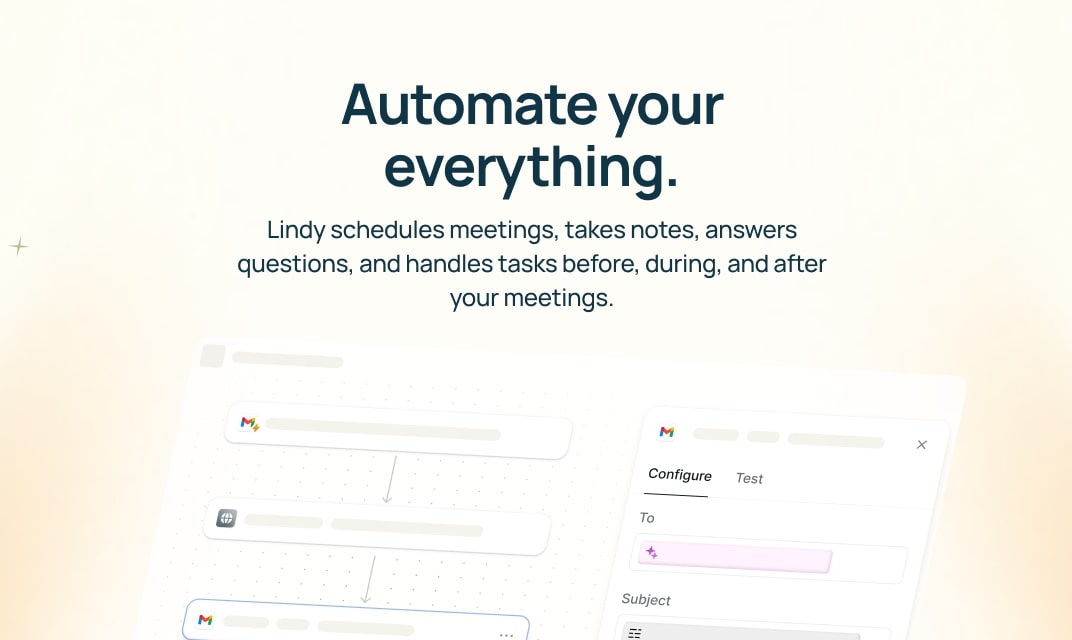 Automate your
everything.
Lindy schedules meetings, takes notes, answers
questions, and handles tasks before, during, and after
your meetings.
Configure Test
To
Subject